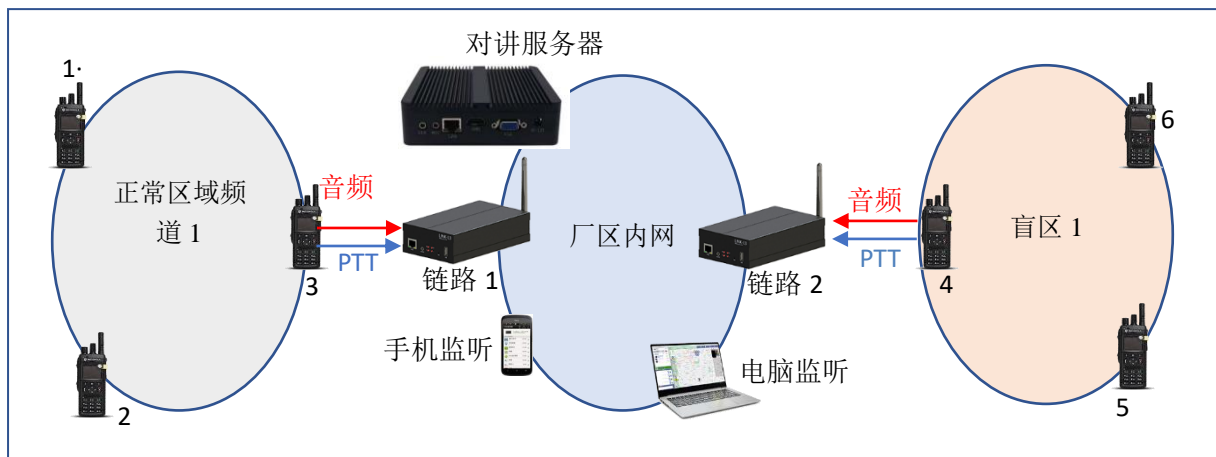 对讲服务器
1·
6
正常区域频
道 1
音频
PTT
3
链路 1
厂区内网
链路 2
音频
PTT
4
盲区 1
手机监听
电脑监听
2
5